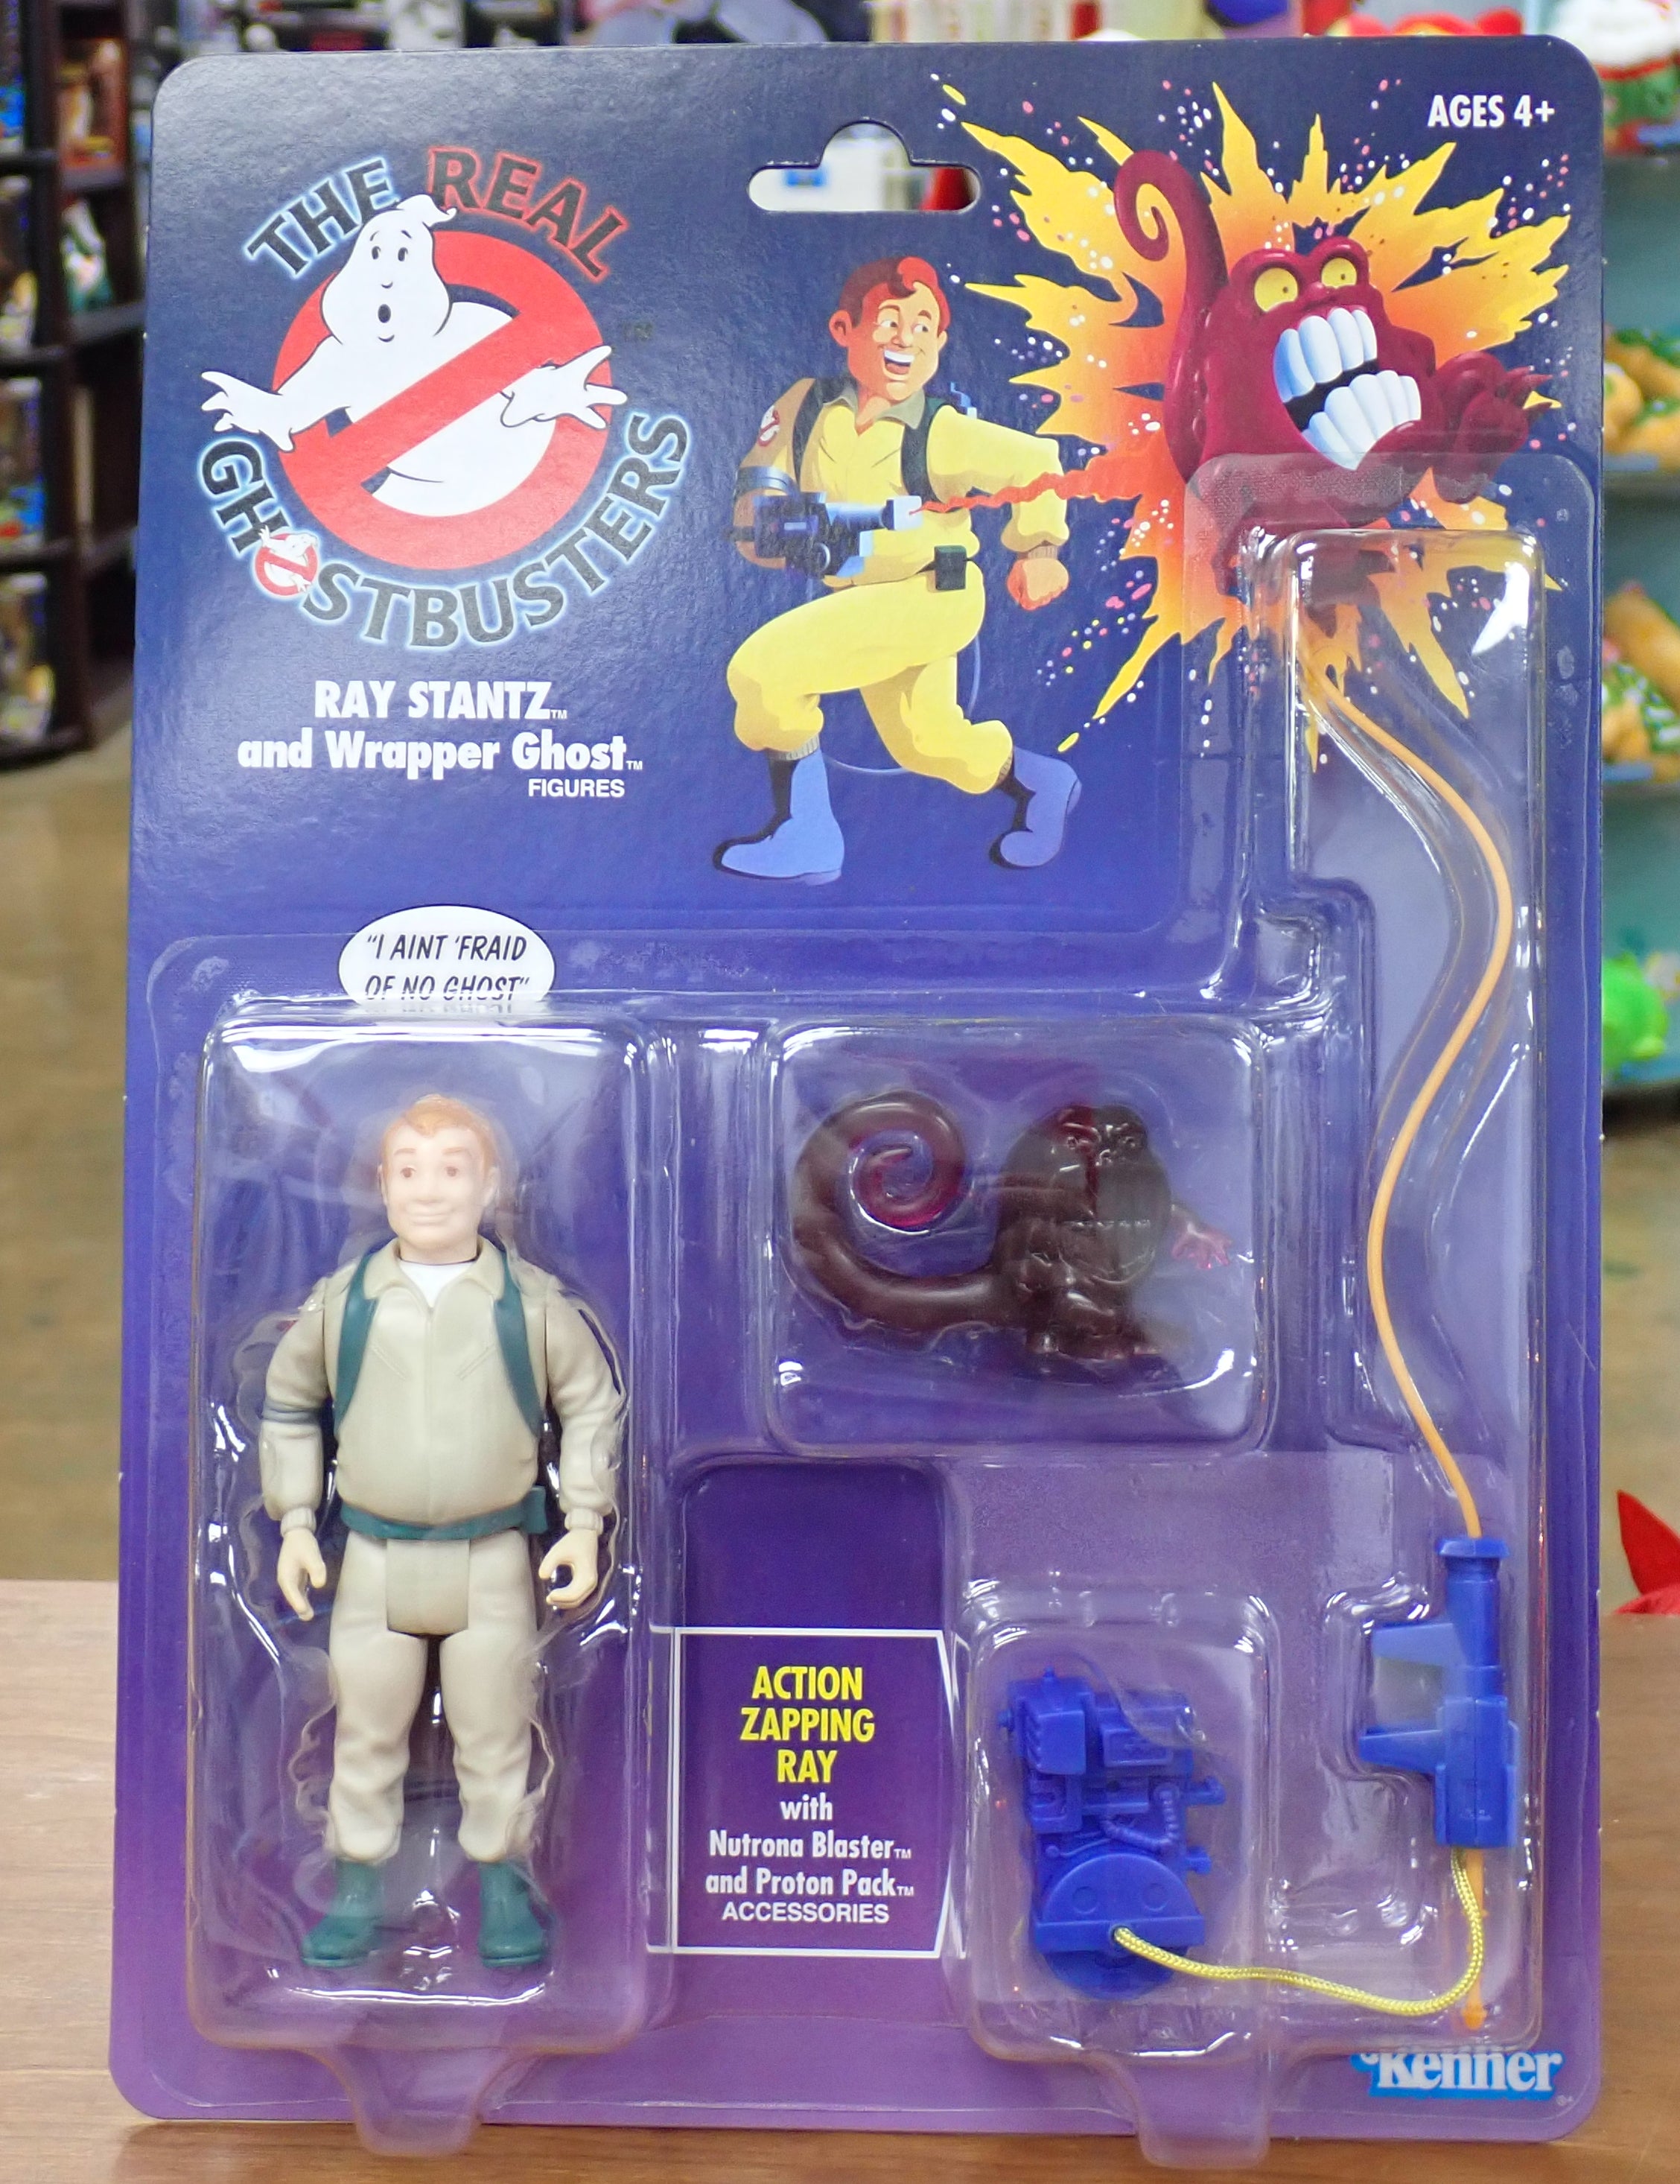 AGES 4+
THE REAL
GHOSTBUSTERS
RAY STANTZ™
and Wrapper Ghost™
FIGURES
"I AINT 'FRAID
OF NO GHOST"
ACTION
ZAPPING
RAY
with
Nutrona Blaster™
and Proton Pack™
ACCESSORIES
Kenner